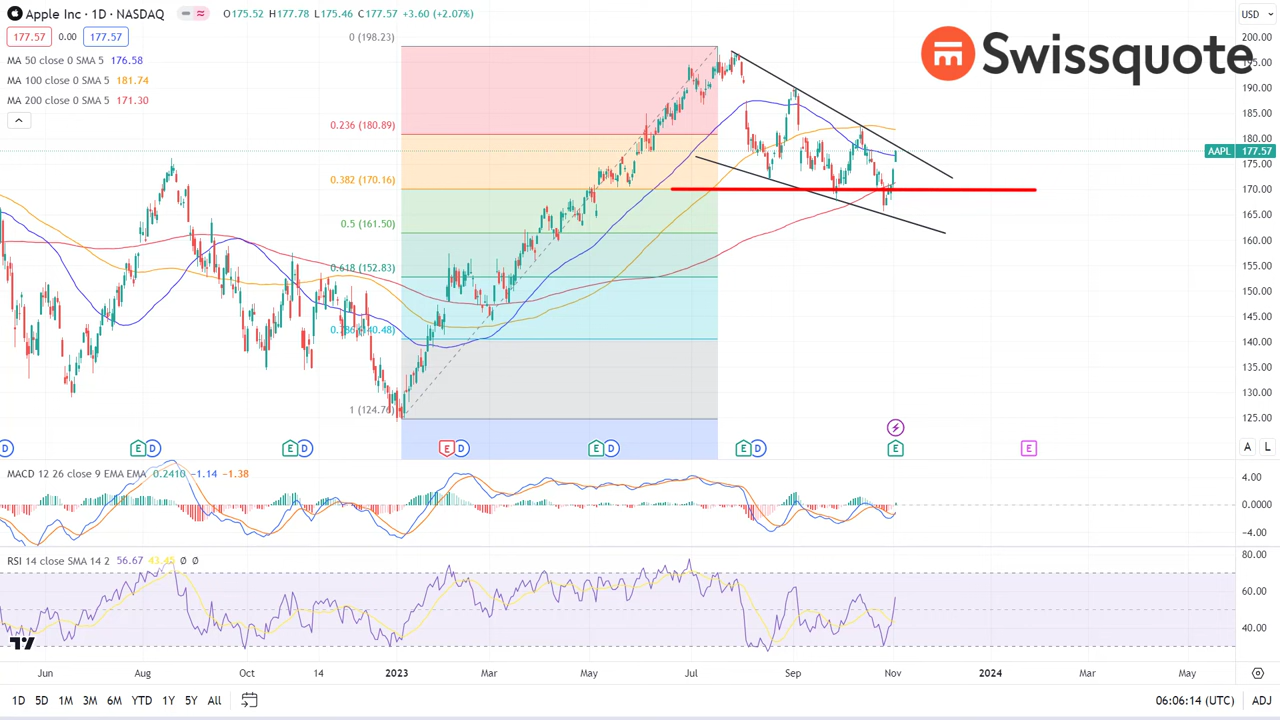 Apple Inc · 1D · NASDAQ O175.52 H177.78 L175.46 C177.57 +3.60 (+2.07%)
USD
177.57 0.00 177.57
MA 50 close 0 SMA 5 176.58
MA 100 close 0 SMA 5 181.74
MA 200 close 0 SMA 5 171.30
Swissquote
0 (198.23)
0.236 (180.89)
0.382 (170.16)
0.5 (161.50)
0.618 (152.83)
1 (124.76)
200.00
195.00
190.00
185.00
180.00
AAPL 177.57
175.00
170.00
165.00
160.00
155.00
150.00
145.00
140.00
135.00
130.00
125.00
D E D E D E D E D E D E E
A L
MACD 12 26 close 9 EMA EMA 0.2410 −1.14 −1.38
4.00
0.0000
−4.00
RSI 14 close SMA 14 2 56.67 43.45 Ø Ø
80.00
60.00
40.00
Jun Aug Oct 14 2023 Mar May Jul Sep Nov 2024 Mar May
1D 5D 1M 3M 6M YTD 1Y 5Y All 06:06:14 (UTC) ADJ